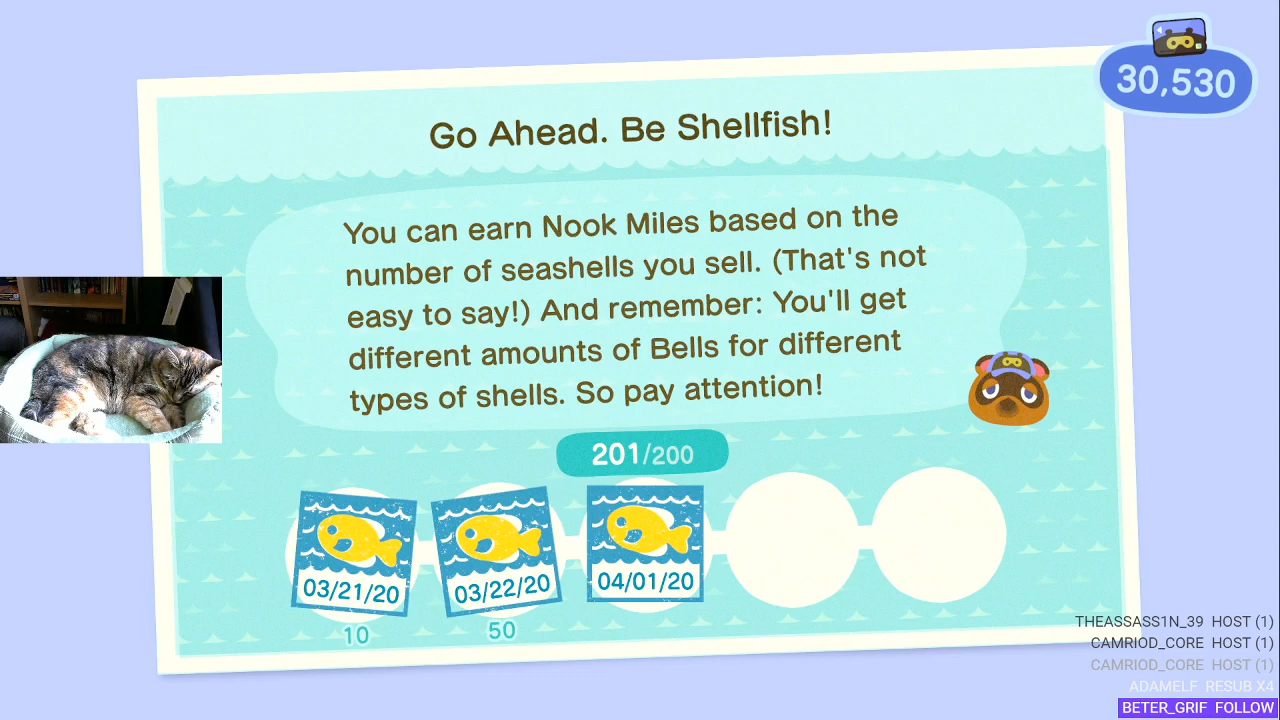 30,530
Go Ahead. Be Shellfish!
You can earn Nook Miles based on the
number of seashells you sell. (That's not
easy to say!) And remember: You'll get
different amounts of Bells for different
types of shells. So pay attention!
201/200
03/21/20
03/22/20
04/01/20
10
50
THEASSASS1N_39 HOST (1)
CAMRIOD_CORE HOST (1)
CAMRIOD_CORE HOST (1)
ADAMELF RESUB X4
BETER_GRIF FOLLOW